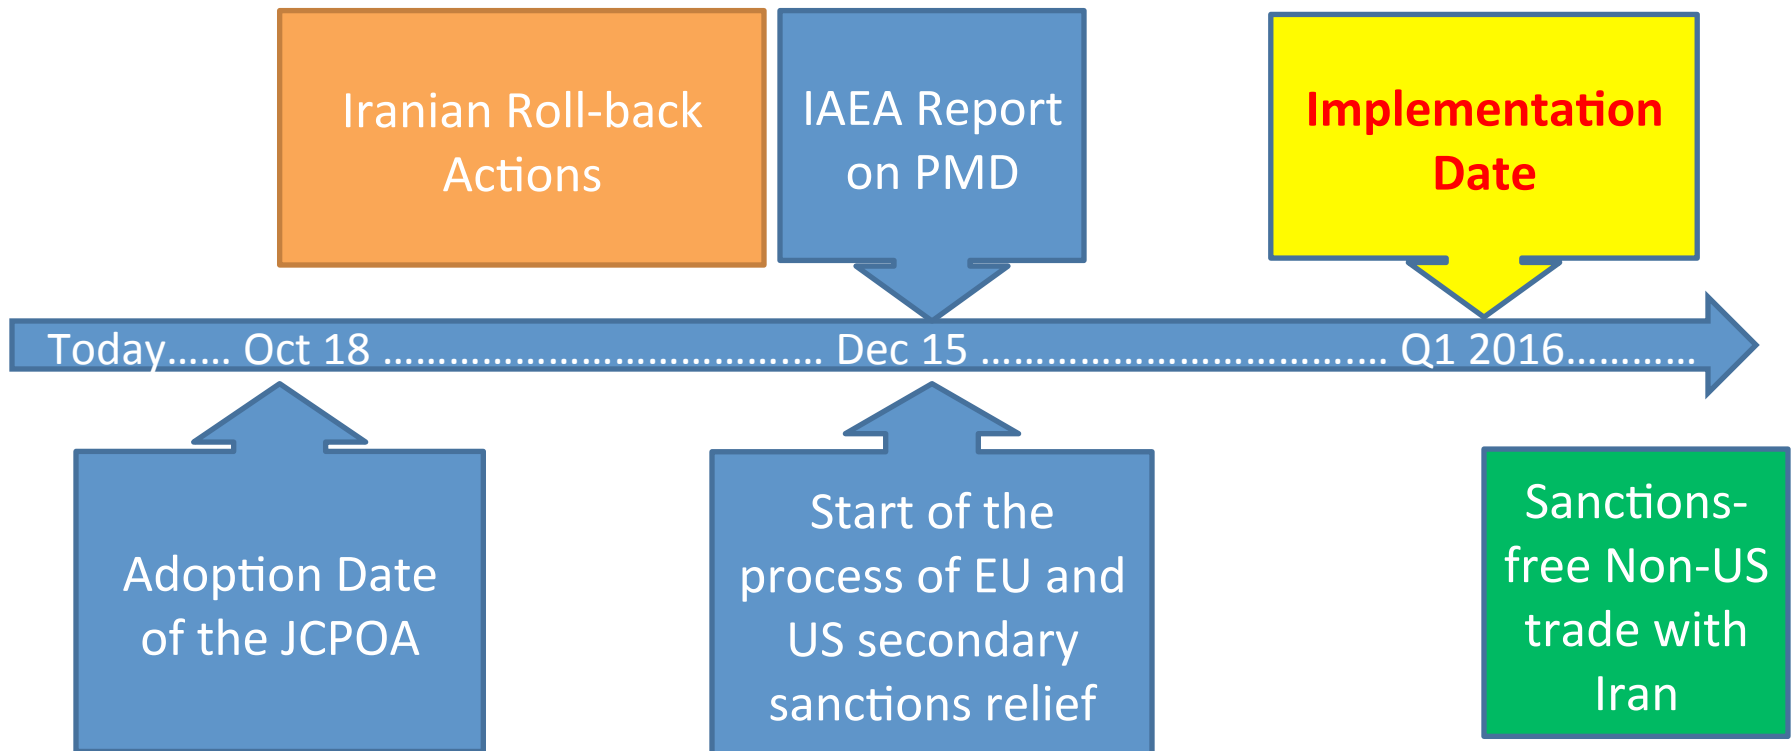 Iranian Roll-back
Actions
IAEA Report
on PMD
Implementation
Date
Today…… Oct 18 ………………………………… Dec 15 ……………………………… Q1 2016…………
Adoption Date
of the JCPOA
Start of the
process of EU and
US secondary
sanctions relief
Sanctions-
free Non-US
trade with
Iran